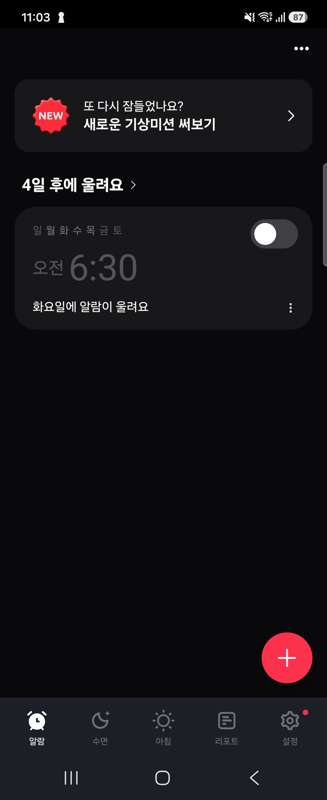 11:03
87
NEW
또 다시 잠들었나요?
새로운 기상미션 써보기
4일 후에 울려요
일 월 화 수 목 금 토
오전 6:30
화요일에 알람이 울려요
알람
수면
아침
리포트
설정